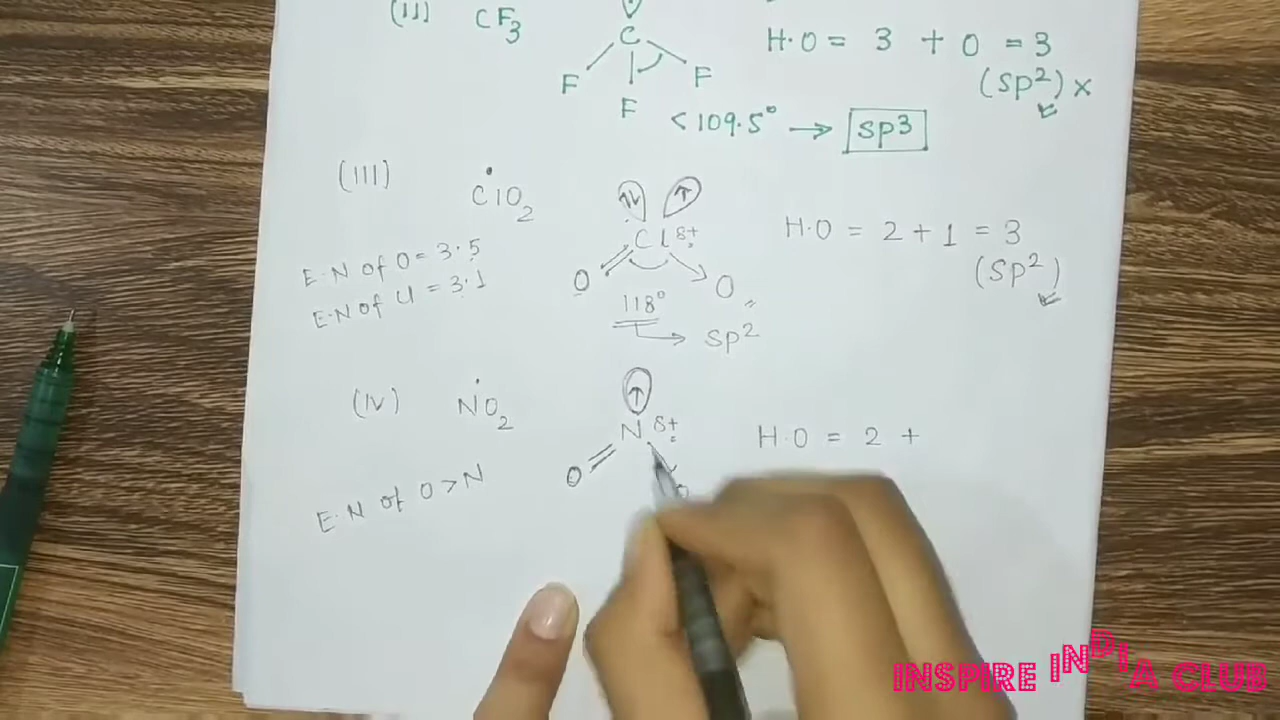 (II) CF3
C
F F
F
H.O = 3 + 0 = 3
(sp²) x
< 109.5° → sp³
(III) ClO2
E.N of O = 3.5
E.N of Cl = 3.1
Cl δ+
O O
118°
sp²
H.O = 2 + 1 = 3
(sp²)
(IV) NO2
E.N of O > N
N δ+
O O
H.O = 2 +
INSPIRE INDIA CLUB